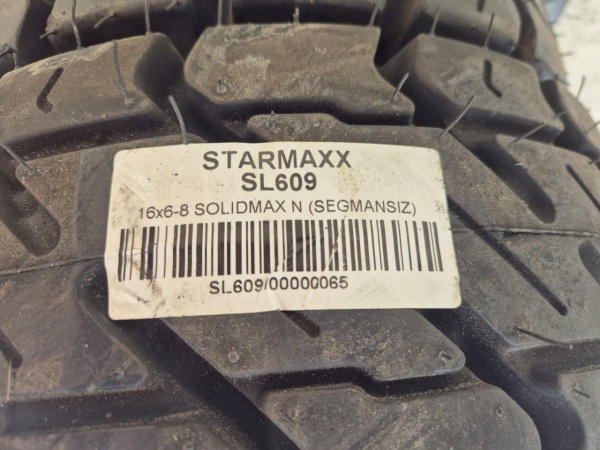 STARMAXX
SL609
16x6-8 SOLIDMAX N (SEGMANSIZ)
SL609/00000065